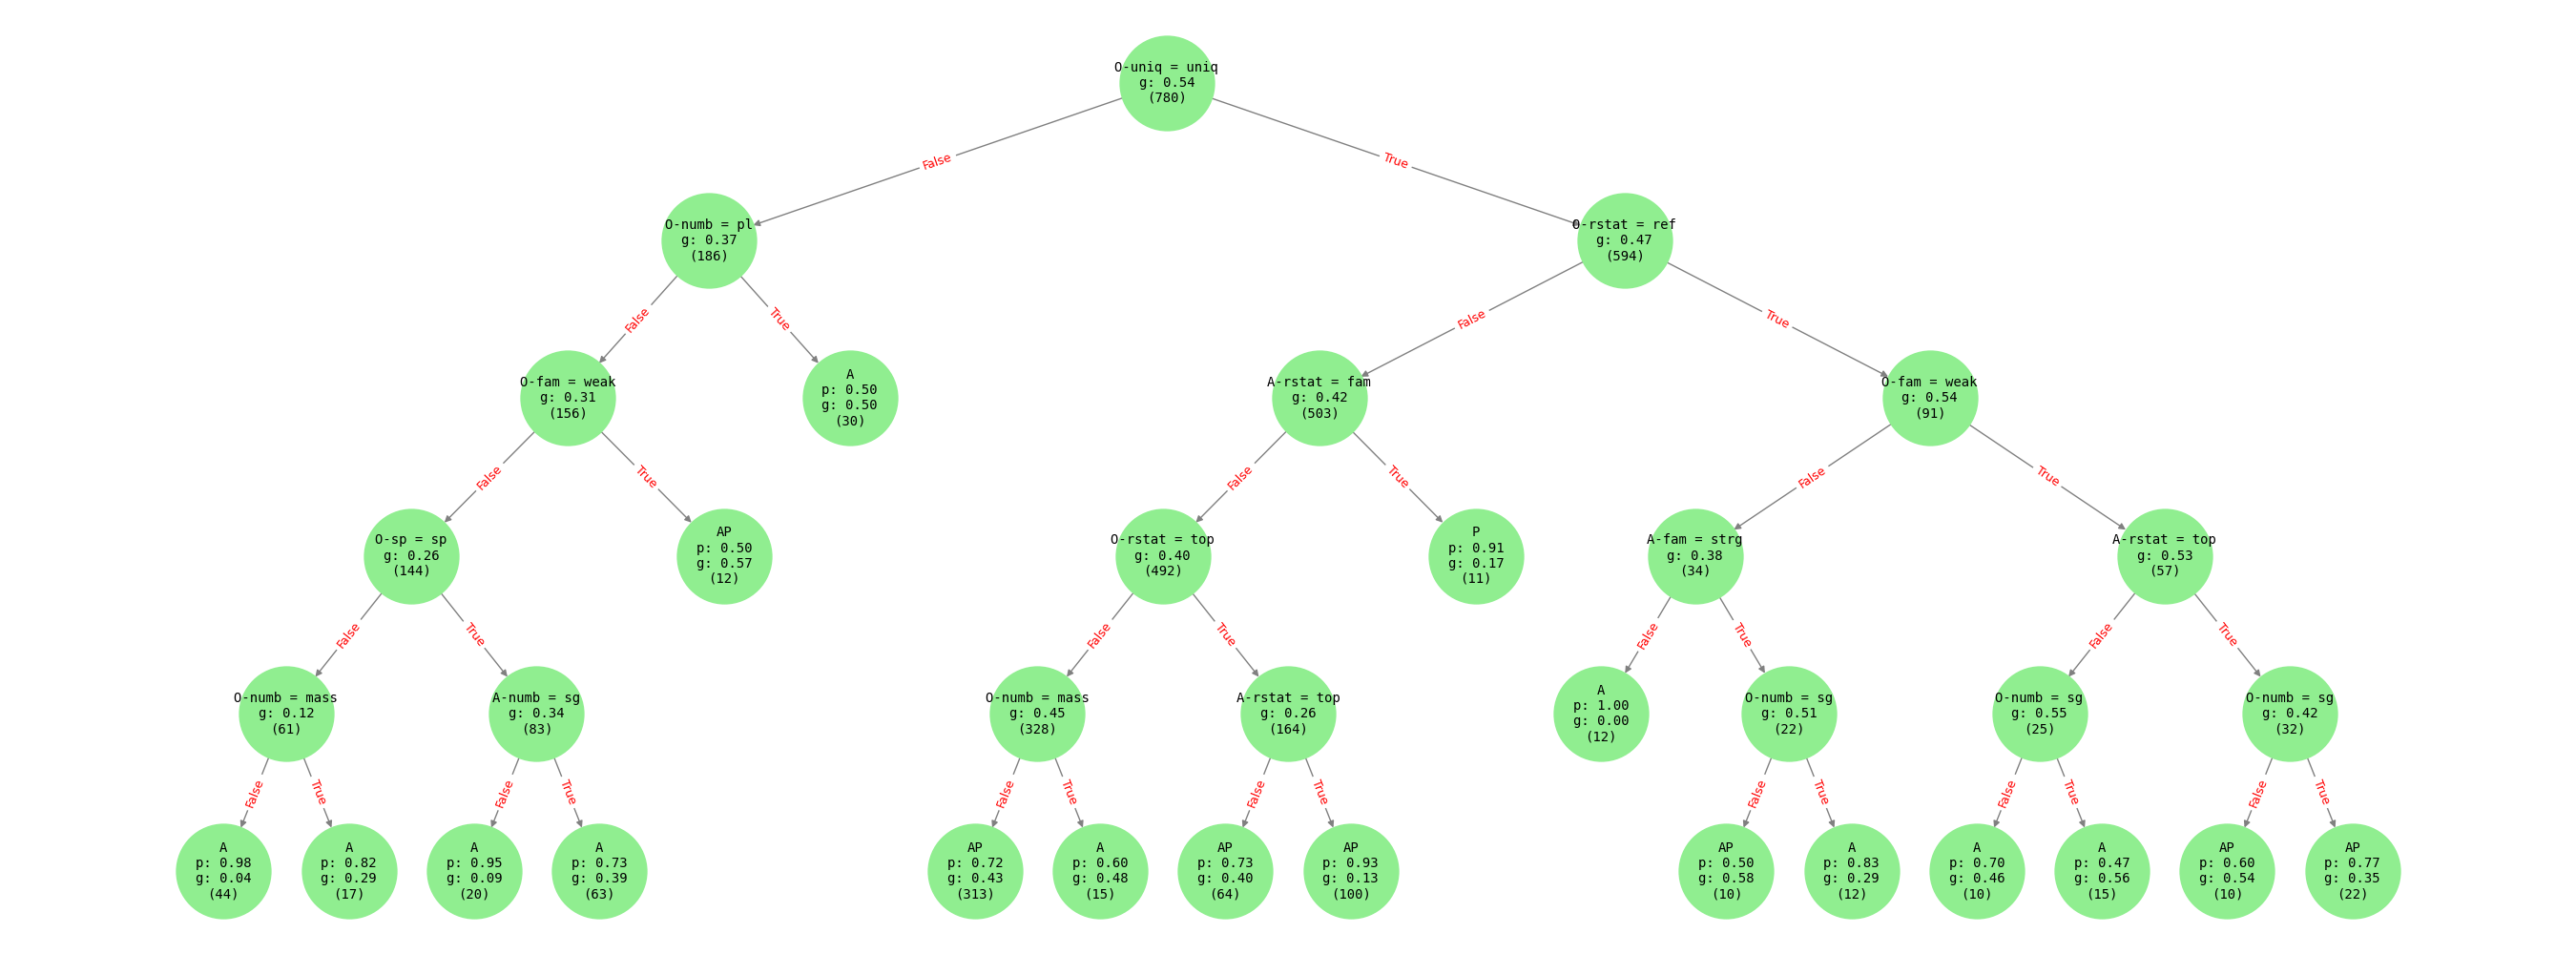 O-uniq = uniq
g: 0.54
(780)
False
True
O-numb = pl
g: 0.37
(186)
O-rstat = ref
g: 0.47
(594)
False
True
False
True
O-fam = weak
g: 0.31
(156)
A
p: 0.50
g: 0.50
(30)
A-rstat = fam
g: 0.42
(503)
O-fam = weak
g: 0.54
(91)
False
True
False
True
False
True
O-sp = sp
g: 0.26
(144)
AP
p: 0.50
g: 0.57
(12)
O-rstat = top
g: 0.40
(492)
P
p: 0.91
g: 0.17
(11)
A-fam = strg
g: 0.38
(34)
A-rstat = top
g: 0.53
(57)
False
True
False
True
False
True
False
True
O-numb = mass
g: 0.12
(61)
A-numb = sg
g: 0.34
(83)
O-numb = mass
g: 0.45
(328)
A-rstat = top
g: 0.26
(164)
A
p: 1.00
g: 0.00
(12)
O-numb = sg
g: 0.51
(22)
O-numb = sg
g: 0.55
(25)
O-numb = sg
g: 0.42
(32)
False
True
False
True
False
True
False
True
False
True
False
True
False
True
A
p: 0.98
g: 0.04
(44)
A
p: 0.82
g: 0.29
(17)
A
p: 0.95
g: 0.09
(20)
A
p: 0.73
g: 0.39
(63)
AP
p: 0.72
g: 0.43
(313)
A
p: 0.60
g: 0.48
(15)
AP
p: 0.73
g: 0.40
(64)
AP
p: 0.93
g: 0.13
(100)
AP
p: 0.50
g: 0.58
(10)
A
p: 0.83
g: 0.29
(12)
A
p: 0.70
g: 0.46
(10)
A
p: 0.47
g: 0.56
(15)
AP
p: 0.60
g: 0.54
(10)
AP
p: 0.77
g: 0.35
(22)